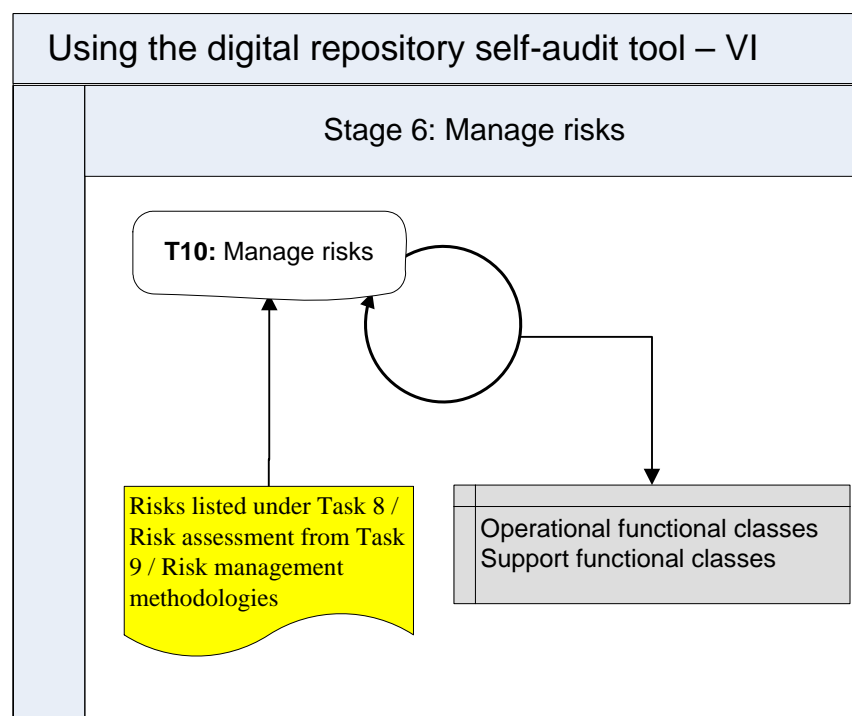 Using the digital repository self-audit tool – VI
Stage 6: Manage risks
T10: Manage risks
Risks listed under Task 8 /
Risk assessment from Task
9 / Risk management
methodologies
Operational functional classes
Support functional classes